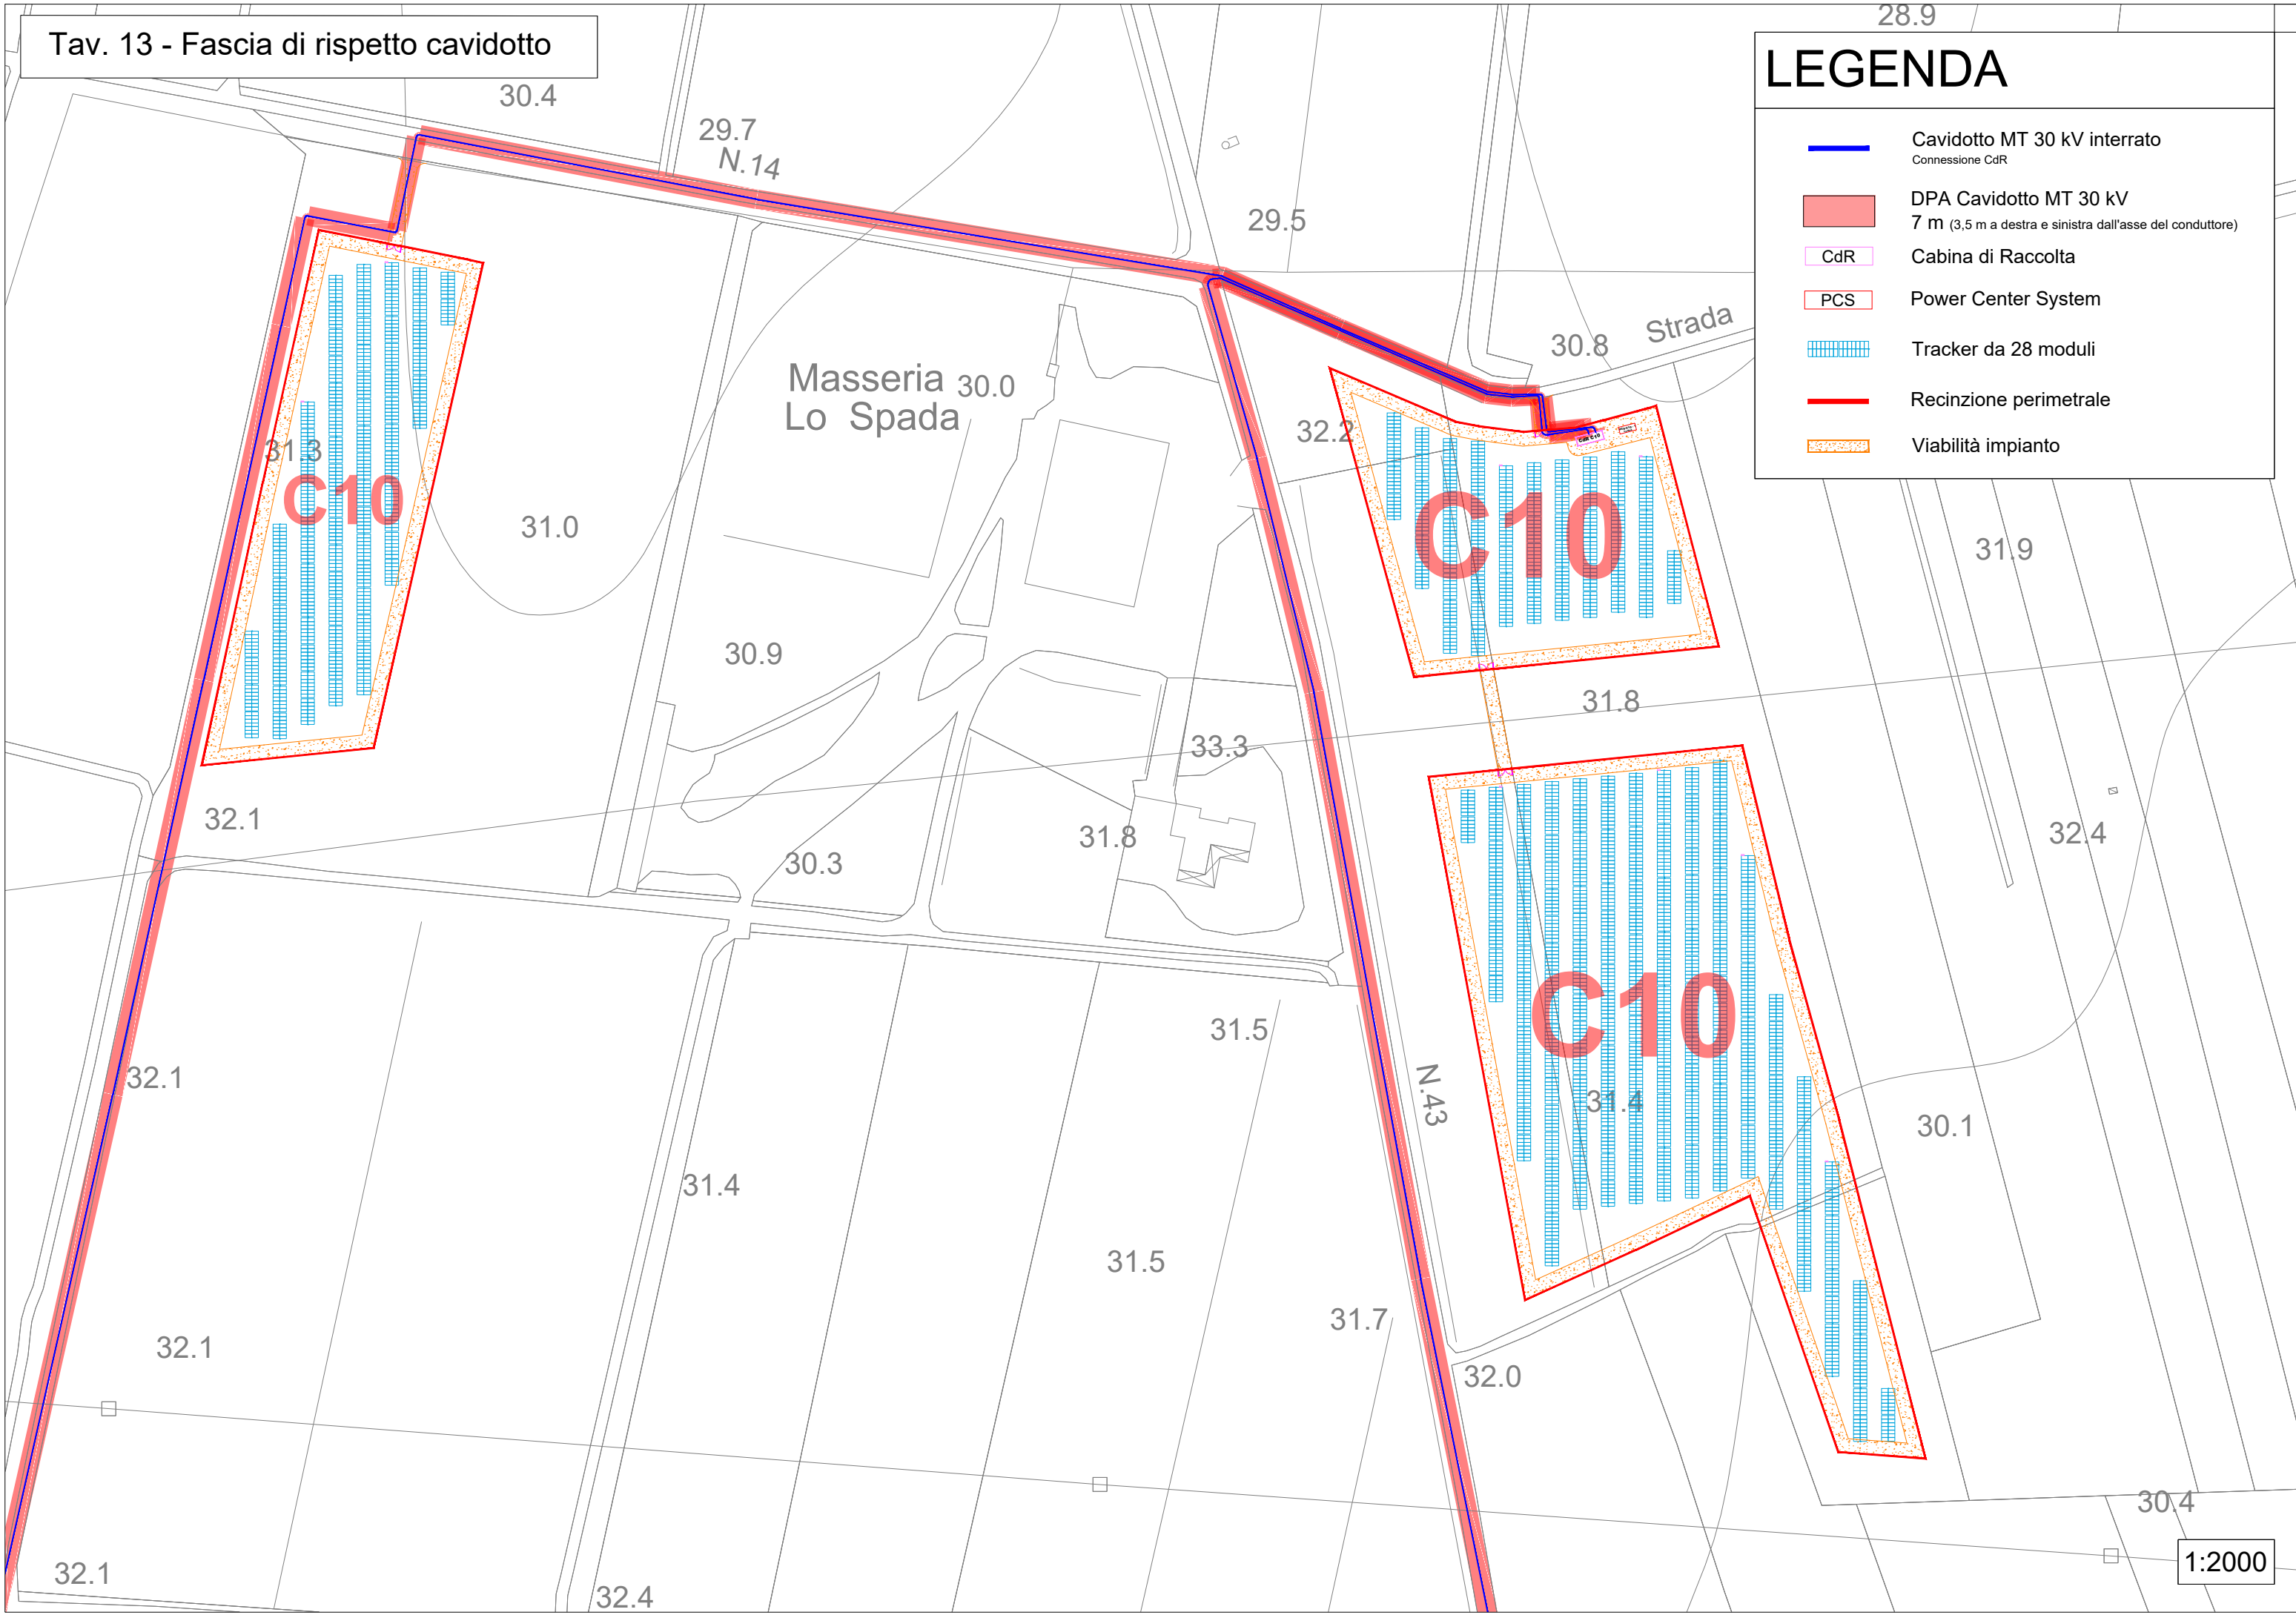 Tav. 13 - Fascia di rispetto cavidotto
28.9
LEGENDA
Cavidotto MT 30 kV interrato
Connessione CdR
DPA Cavidotto MT 30 kV
7 m (3,5 m a destra e sinistra dall'asse del conduttore)
CdR Cabina di Raccolta
PCS Power Center System
Tracker da 28 moduli
Recinzione perimetrale
Viabilità impianto
30.4
29.7
N.14
29.5
30.8
Strada
Masseria
Lo Spada
30.0
32.2
31.3
C10
31.0
CdR C10
C10
31.9
30.9
31.8
33.3
32.1
30.3
31.8
32.4
C10
31.5
32.1
N.43
31.4
30.1
31.4
31.5
31.7
32.1
32.0
30.4
32.1
32.4
1:2000